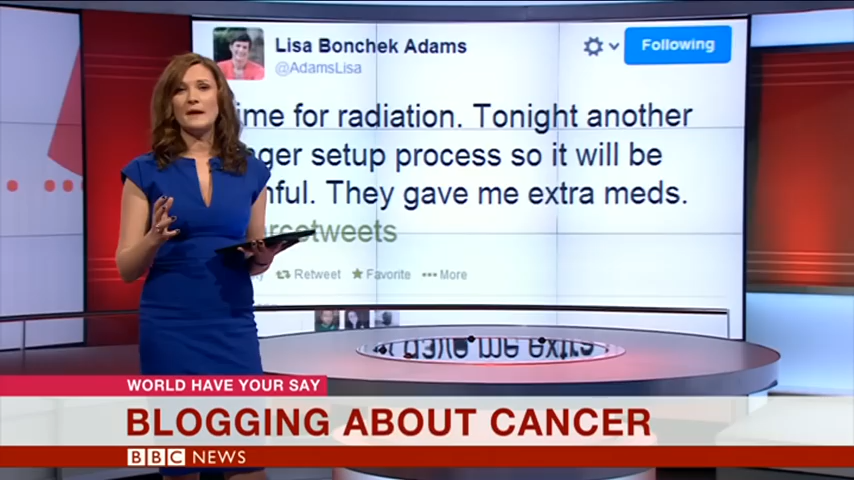 Lisa Bonchek Adams
Following
@AdamsLisa
ime for radiation. Tonight another
nger setup process so it will be
nful. They gave me extra meds.
rcetweets
Retweet Favorite More
WORLD HAVE YOUR SAY
BLOGGING ABOUT CANCER
BBC NEWS